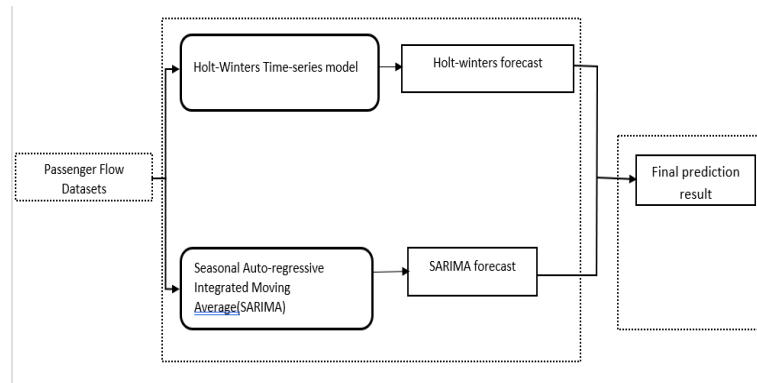 Holt-Winters Time-series model
Holt-winters forecast
Passenger Flow
Datasets
Final prediction
result
Seasonal Auto-regressive
Integrated Moving
Average(SARIMA)
SARIMA forecast